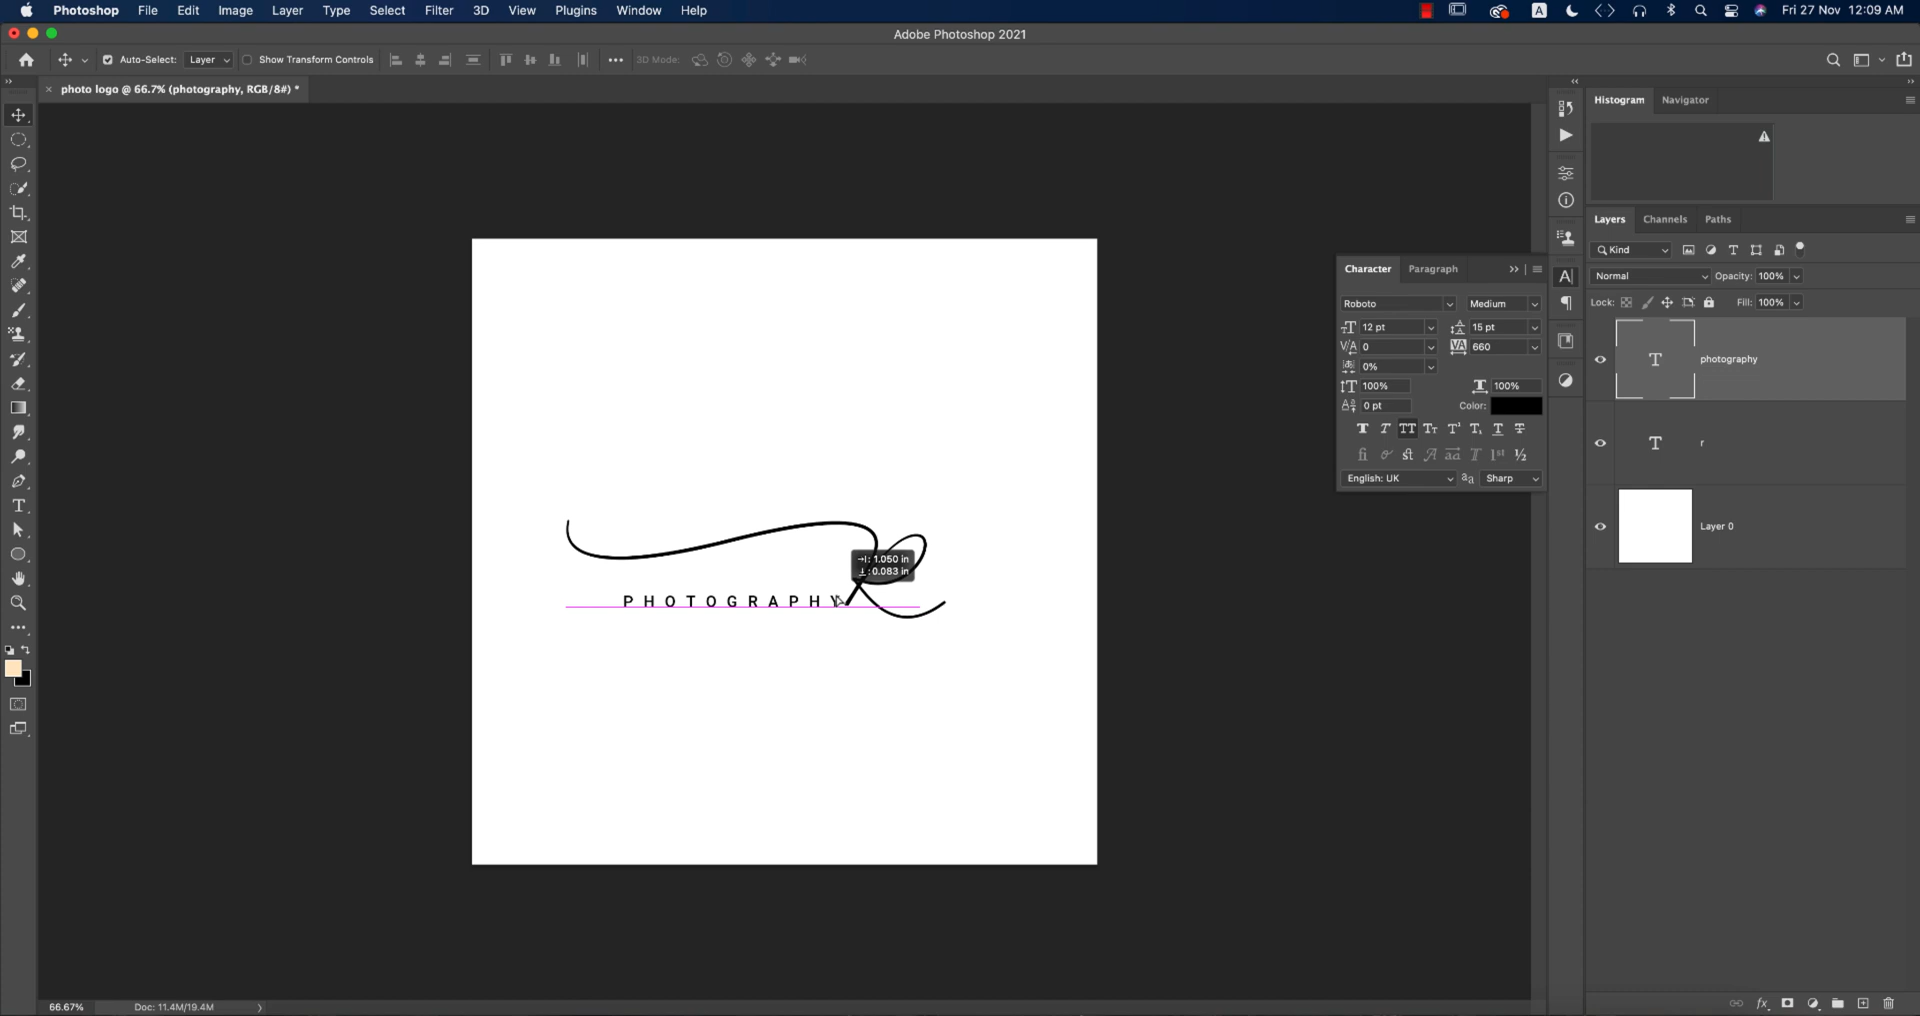 Photoshop File Edit Image Layer Type Select Filter 3D View Plugins Window Help
A
Fri 27 Nov 12:09 AM
Adobe Photoshop 2021
Auto-Select: Layer Show Transform Controls
3D Mode:
photo logo @ 66.7% (photography, RGB/8#) *
Histogram Navigator
Layers Channels Paths
Kind
Normal Opacity: 100%
Lock: Fill: 100%
photography
r
Layer 0
Character Paragraph
Roboto Medium
12 pt 15 pt
0 660
0%
100% 100%
0 pt Color:
English: UK Sharp
1.050 in
0.083 in
PHOTOGRAPHY
66.67% Doc: 11.4M/19.4M